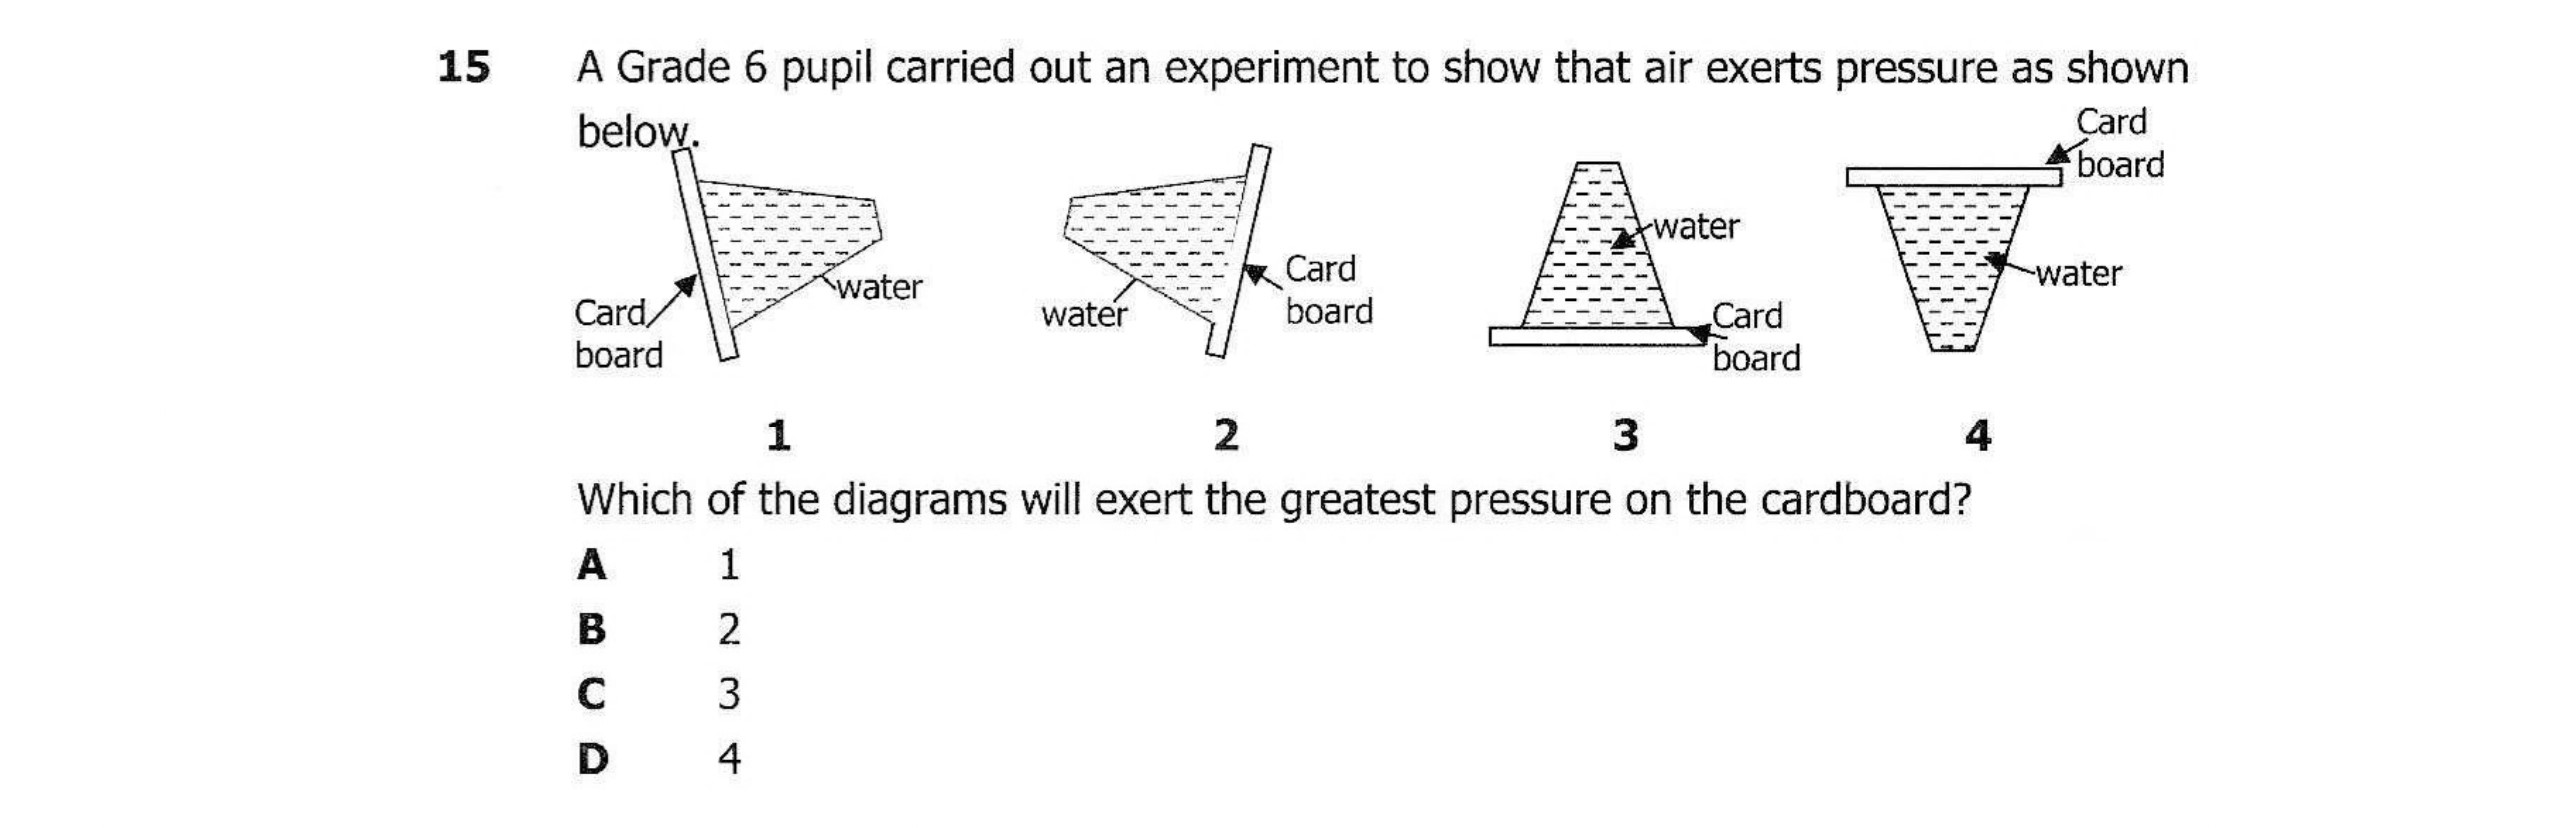 15 A Grade 6 pupil carried out an experiment to show that air exerts pressure as shown
below.
Card
board
water
Card
board
water
Card
board
water
Card
board
water
1 2 3 4
Which of the diagrams will exert the greatest pressure on the cardboard?
A 1
B 2
C 3
D 4